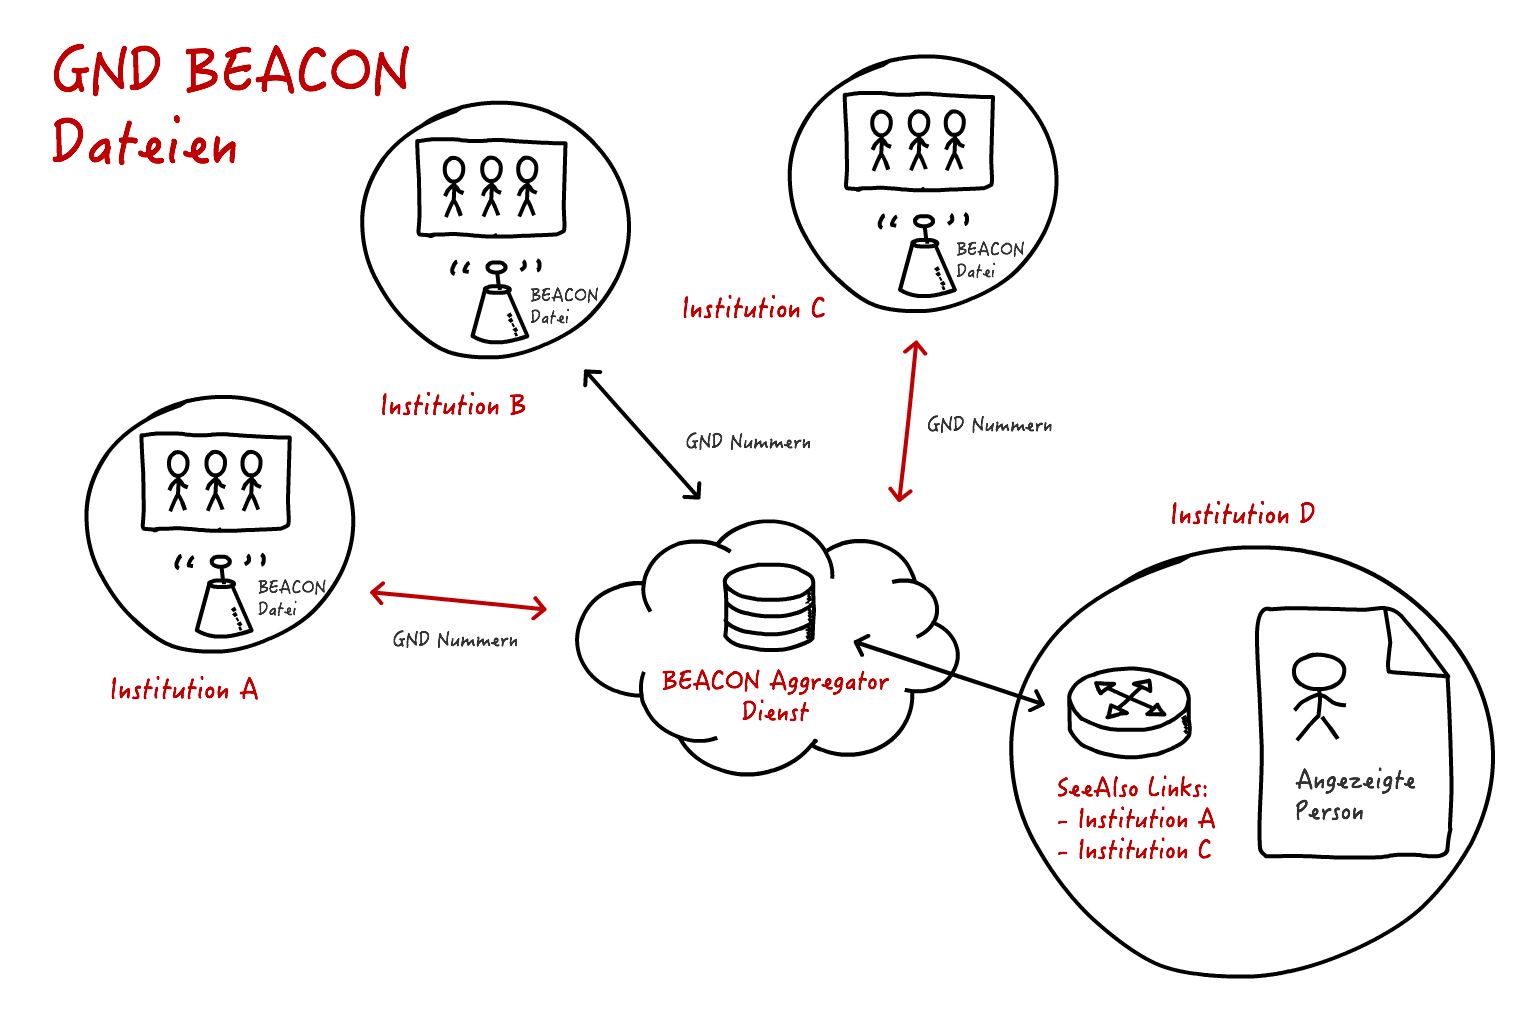 GND BEACON
Dateien
BEACON
Datei
Institution B
BEACON
Datei
Institution C
GND Nummern
GND Nummern
BEACON
Datei
Institution A
GND Nummern
BEACON Aggregator
Dienst
Institution D
SeeAlso Links:
- Institution A
- Institution C
Angezeigte
Person